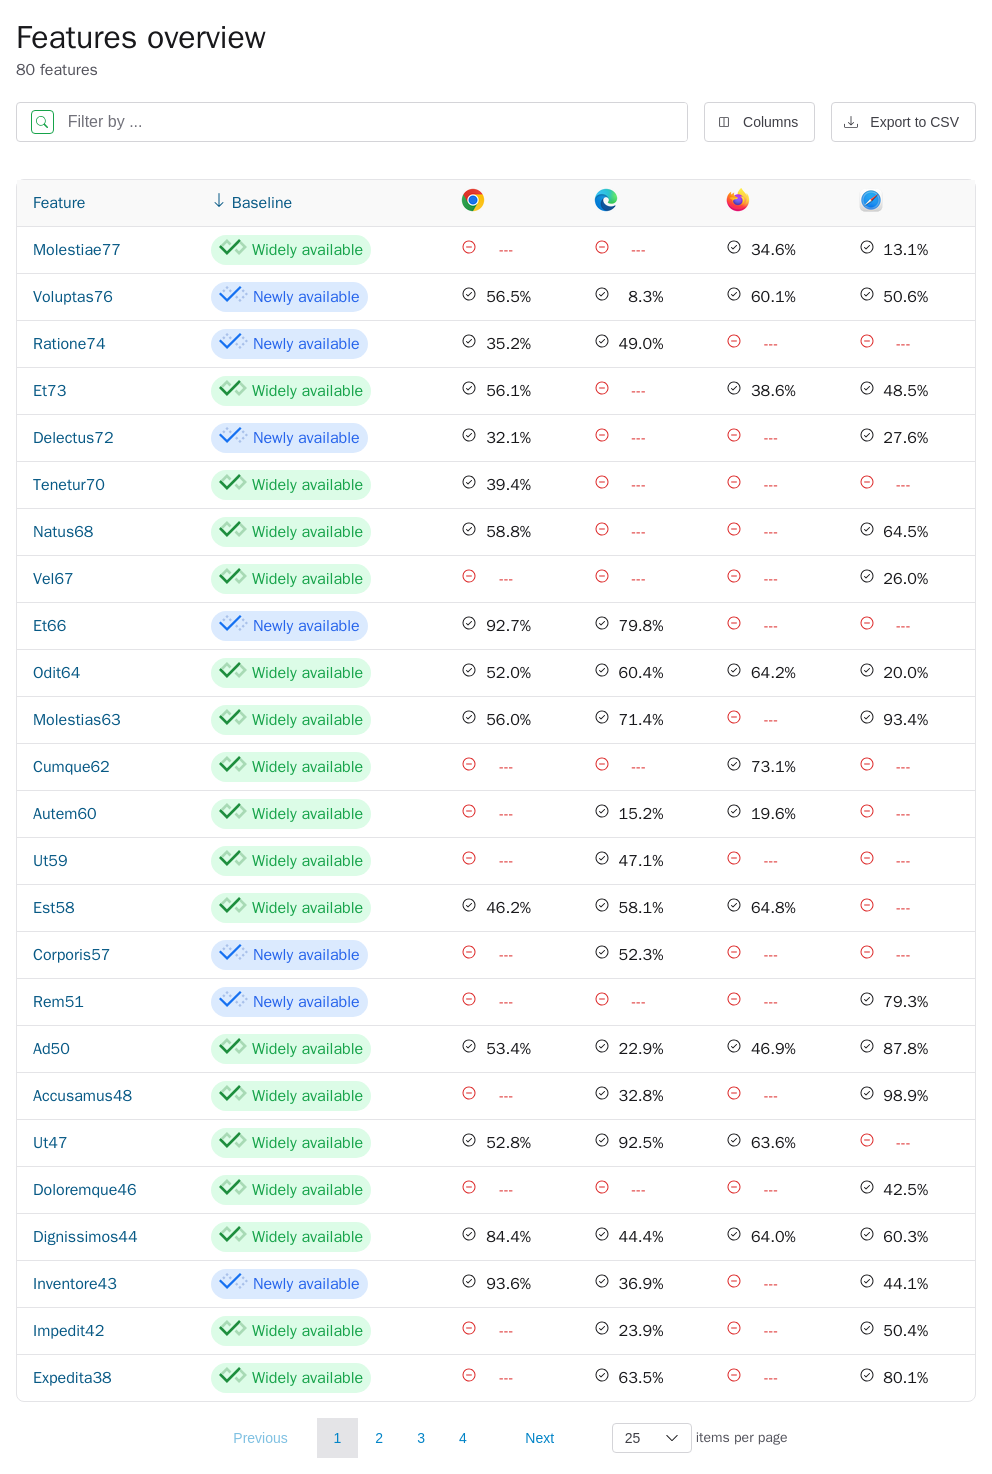 Features overview
80 features
Filter by ...
Columns
Export to CSV
Feature Baseline
Molestiae77 Widely available --- --- 34.6% 13.1%
Voluptas76 Newly available 56.5% 8.3% 60.1% 50.6%
Ratione74 Newly available 35.2% 49.0% --- ---
Et73 Widely available 56.1% --- 38.6% 48.5%
Delectus72 Newly available 32.1% --- --- 27.6%
Tenetur70 Widely available 39.4% --- --- ---
Natus68 Widely available 58.8% --- --- 64.5%
Vel67 Widely available --- --- --- 26.0%
Et66 Newly available 92.7% 79.8% --- ---
Odit64 Widely available 52.0% 60.4% 64.2% 20.0%
Molestias63 Widely available 56.0% 71.4% --- 93.4%
Cumque62 Widely available --- --- 73.1% ---
Autem60 Widely available --- 15.2% 19.6% ---
Ut59 Widely available --- 47.1% --- ---
Est58 Widely available 46.2% 58.1% 64.8% ---
Corporis57 Newly available --- 52.3% --- ---
Rem51 Newly available --- --- --- 79.3%
Ad50 Widely available 53.4% 22.9% 46.9% 87.8%
Accusamus48 Widely available --- 32.8% --- 98.9%
Ut47 Widely available 52.8% 92.5% 63.6% ---
Doloremque46 Widely available --- --- --- 42.5%
Dignissimos44 Widely available 84.4% 44.4% 64.0% 60.3%
Inventore43 Newly available 93.6% 36.9% --- 44.1%
Impedit42 Widely available --- 23.9% --- 50.4%
Expedita38 Widely available --- 63.5% --- 80.1%
Previous 1 2 3 4 Next 25 items per page